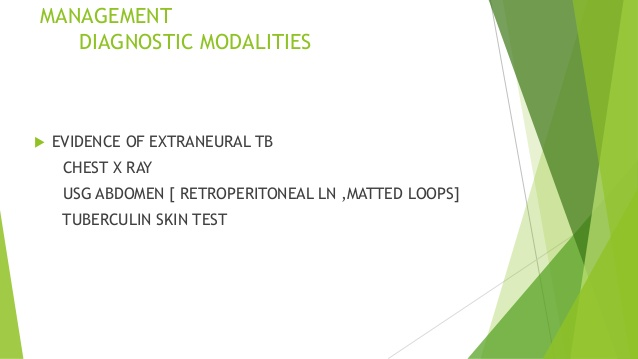 MANAGEMENT
DIAGNOSTIC MODALITIES
EVIDENCE OF EXTRANEURAL TB
CHEST X RAY
USG ABDOMEN [ RETROPERITONEAL LN ,MATTED LOOPS]
TUBERCULIN SKIN TEST